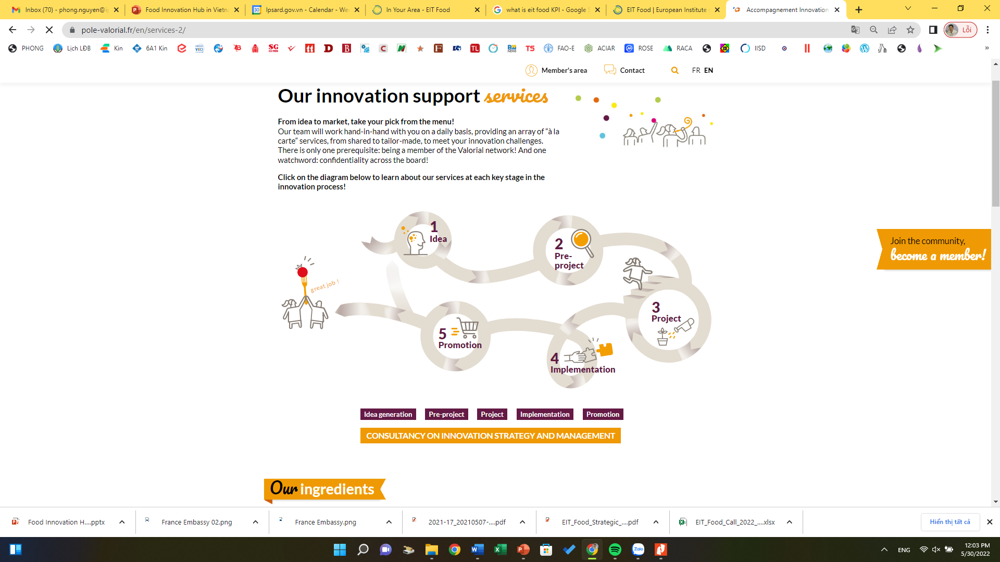 Inbox (70) - phong.nguyen@i
Food Innovation Hub in Vietn
Ipsard.gov.vn - Calendar - We
In Your Area - EIT Food
what is eit food KPI - Google S
EIT Food | European Institute
Accompagnement Innovation
pole-valorial.fr/en/services-2/
Lỗi
PHONG
Lịch LĐB
Kin
6A1 Kin
FAO-E
ACIAR
ROSE
RACA
IISD
»
Member's area
Contact
FR EN
Our innovation support services
From idea to market, take your pick from the menu!
Our team will work hand-in-hand with you on a daily basis, providing an array of “à la
carte” services, from shared to tailor-made, to meet your innovation challenges.
There is only one prerequisite: being a member of the Valorial network! And one
watchword: confidentiality across the board!
Click on the diagram below to learn about our services at each key stage in the
innovation process!
1
Idea
2
Pre-
project
Join the community,
become a member!
great job !
3
Project
5
Promotion
4
Implementation
Idea generation
Pre-project
Project
Implementation
Promotion
CONSULTANCY ON INNOVATION STRATEGY AND MANAGEMENT
Our ingredients
Food Innovation H....pptx
France Embassy 02.png
France Embassy.png
2021-17_20210507-....pdf
EIT_Food_Strategic_....pdf
EIT_Food_Call_2022_....xlsx
Hiển thị tất cả
Zalo
ENG
12:03 PM
5/30/2022